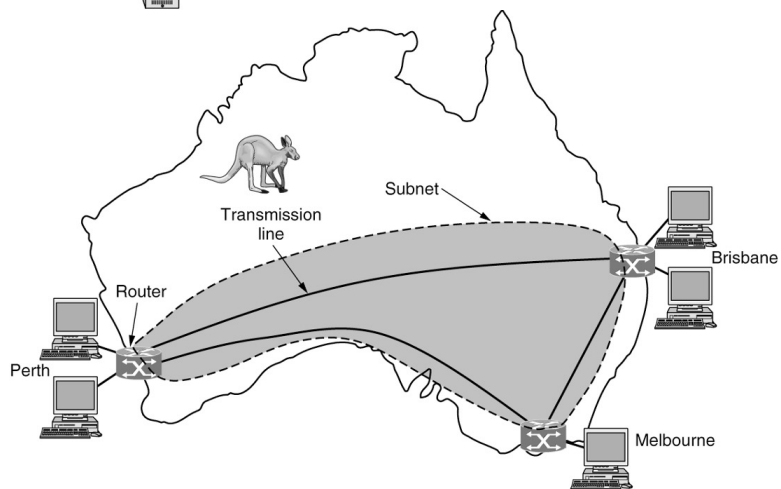 Subnet
Transmission
line
Brisbane
Router
Perth
Melbourne